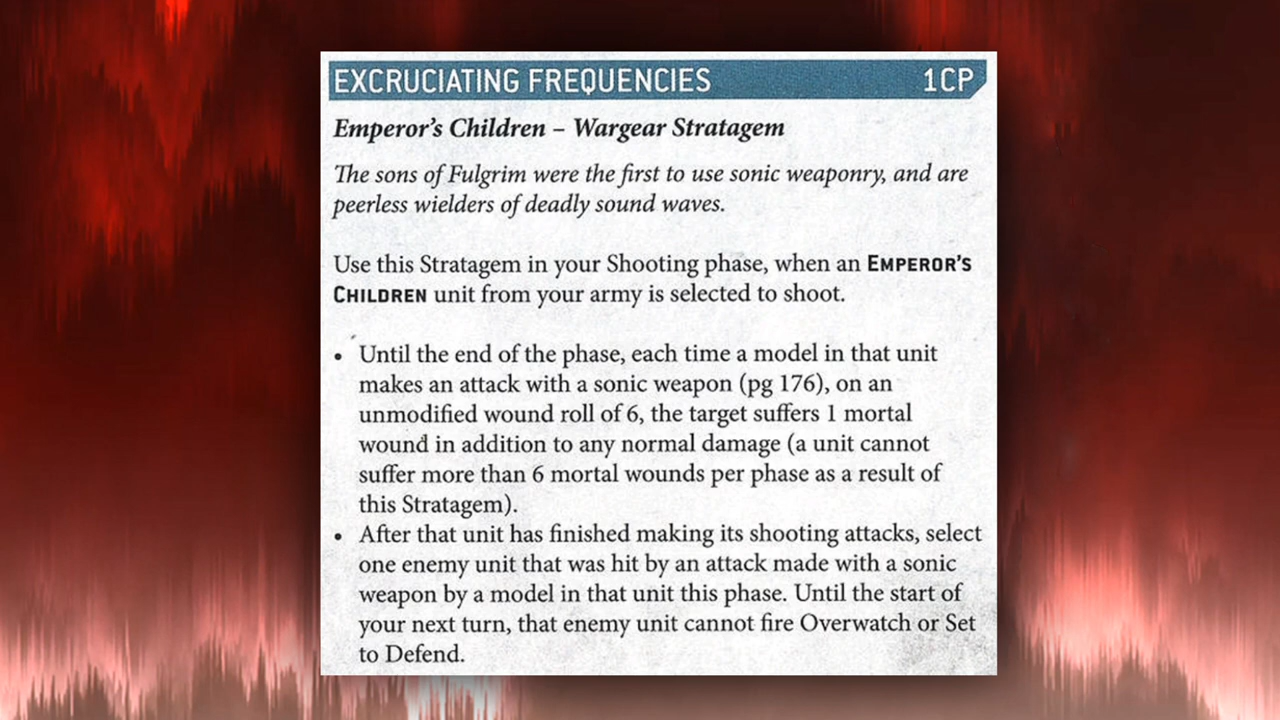 EXCRUCIATING FREQUENCIES 1CP
Emperor's Children – Wargear Stratagem
The sons of Fulgrim were the first to use sonic weaponry, and are
peerless wielders of deadly sound waves.
Use this Stratagem in your Shooting phase, when an EMPEROR'S
CHILDREN unit from your army is selected to shoot.
• Until the end of the phase, each time a model in that unit
makes an attack with a sonic weapon (pg 176), on an
unmodified wound roll of 6, the target suffers 1 mortal
wound in addition to any normal damage (a unit cannot
suffer more than 6 mortal wounds per phase as a result of
this Stratagem).
• After that unit has finished making its shooting attacks, select
one enemy unit that was hit by an attack made with a sonic
weapon by a model in that unit this phase. Until the start of
your next turn, that enemy unit cannot fire Overwatch or Set
to Defend.